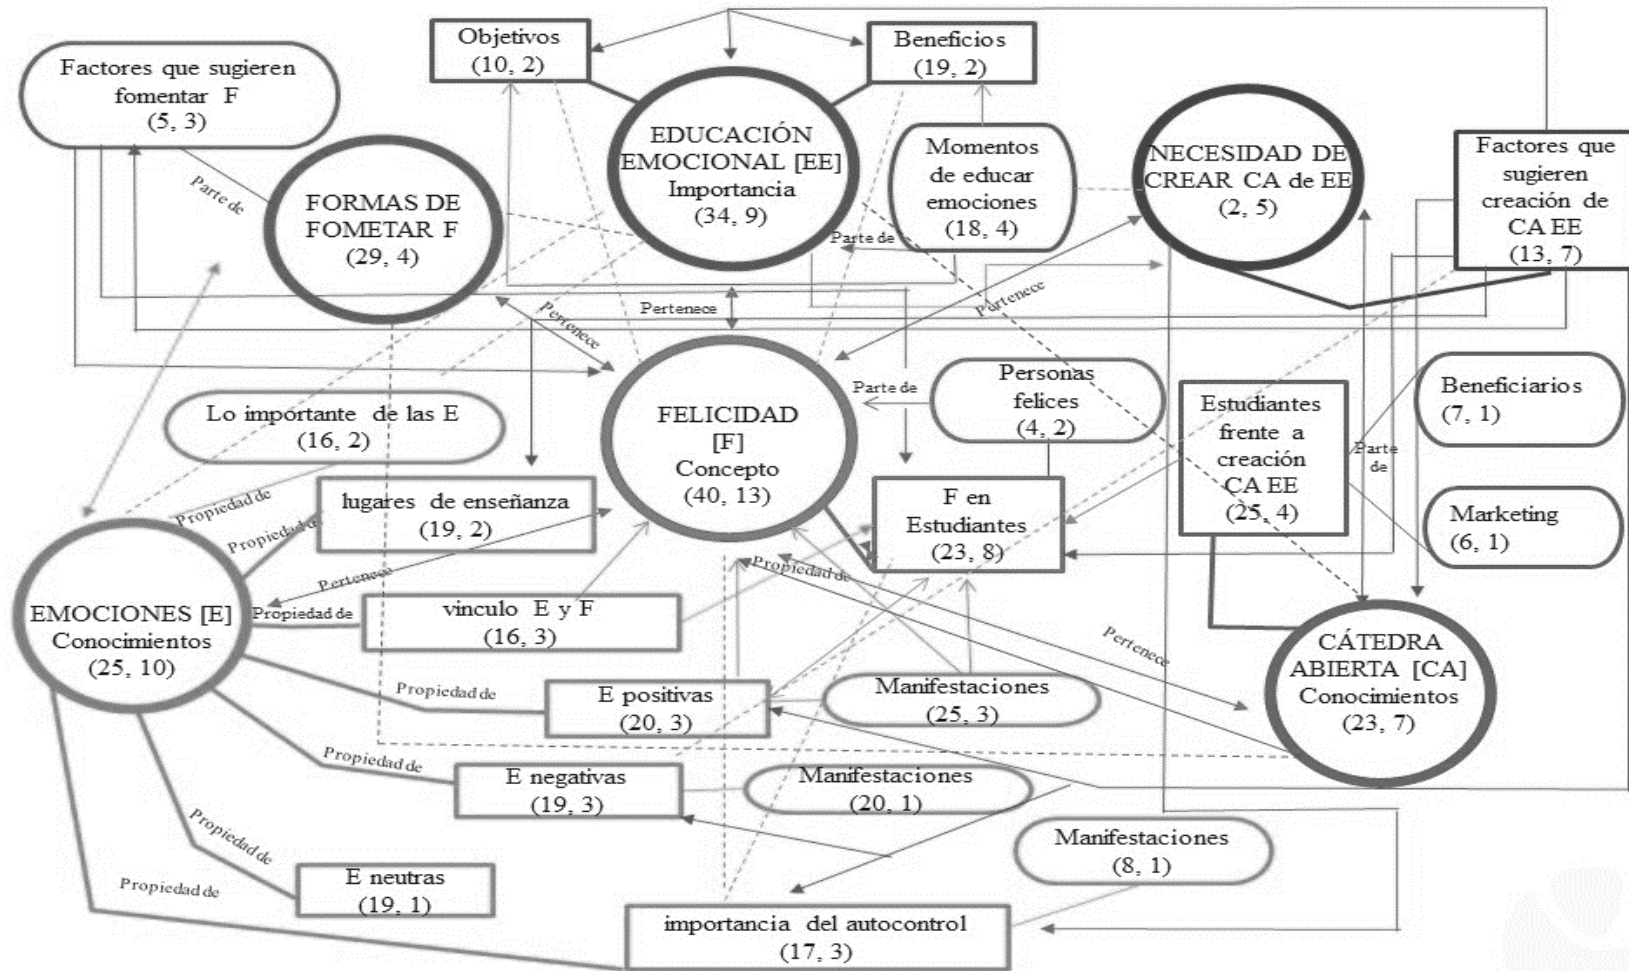 Objetivos
(10, 2)
Beneficios
(19, 2)
Factores que sugieren
fomentar F
(5, 3)
EDUCACIÓN
EMOCIONAL [EE]
Importancia
(34, 9)
Momentos
de educar
emociones
(18, 4)
NECESIDAD DE
CREAR CA de EE
(2, 5)
Factores que
sugieren
creación de
CA EE
(13, 7)
Parte de
FORMAS DE
FOMETAR F
(29, 4)
Parte de
Pertenece
Pertenece
Pertenece
Lo importante de las E
(16, 2)
FELICIDAD
[F]
Concepto
(40, 13)
Parte de
Personas
felices
(4, 2)
Estudiantes
frente a
creación
CA EE
(25, 4)
Beneficiarios
(7, 1)
Parte
de
Marketing
(6, 1)
Propiedad de
Propiedad de
lugares de enseñanza
(19, 2)
F en
Estudiantes
(23, 8)
Pertenece
Propiedad de
EMOCIONES [E]
Conocimientos
(25, 10)
Propiedad de
vinculo E y F
(16, 3)
Pertenece
CÁTEDRA
ABIERTA [CA]
Conocimientos
(23, 7)
Propiedad de
E positivas
(20, 3)
Manifestaciones
(25, 3)
Propiedad de
E negativas
(19, 3)
Manifestaciones
(20, 1)
Propiedad de
Manifestaciones
(8, 1)
Propiedad de
E neutras
(19, 1)
importancia del autocontrol
(17, 3)